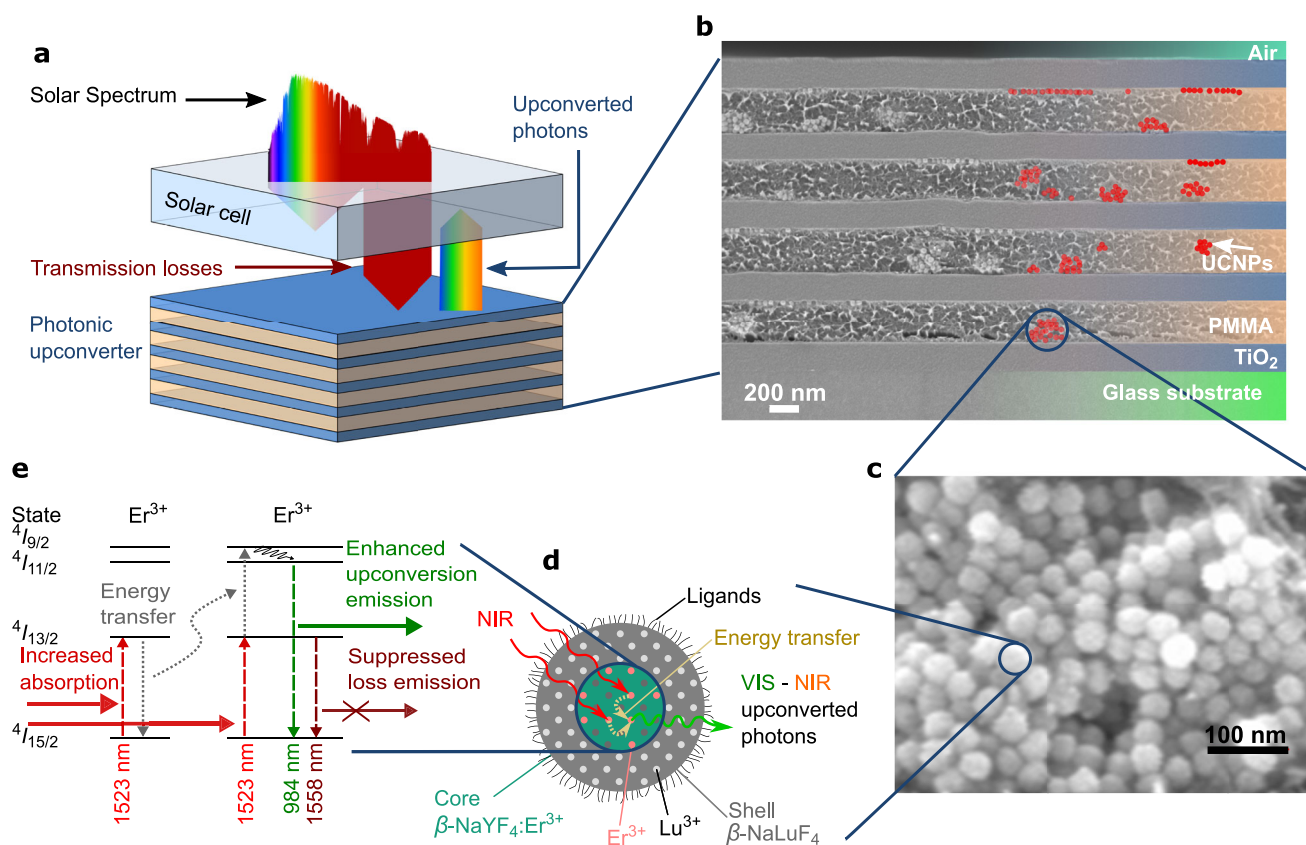 a
Solar Spectrum
Upconverted
photons
Solar cell
Transmission losses
Photonic
upconverter
b
Air
UCNPs
PMMA
TiO₂
200 nm
Glass substrate
c
100 nm
d
Ligands
NIR
Energy transfer
VIS - NIR
upconverted
photons
Core
β-NaYF₄:Er³⁺
Er³⁺
Lu³⁺
Shell
β-NaLuF₄
e
State
Er³⁺
Er³⁺
⁴I₉/₂
⁴I₁₁/₂
Energy
transfer
Enhanced
upconversion
emission
⁴I₁₃/₂
Increased
absorption
Suppressed
loss emission
⁴I₁₅/₂
1523 nm
1523 nm
984 nm
1558 nm